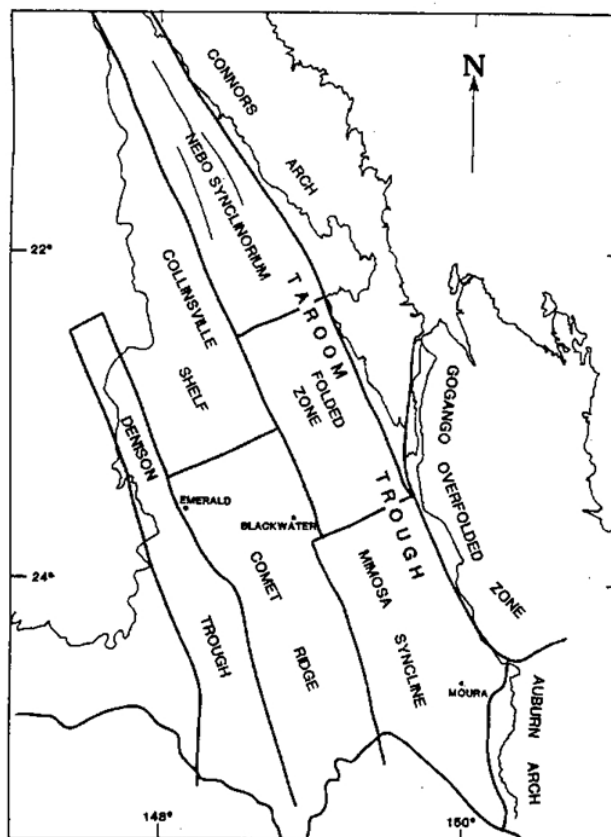 CONNORS
ARCH
N
NEBO SYNCLINORIUM
22°
COLLINSVILLE
SHELF
TAROOM
TROUGH
FOLDED
ZONE
GOGANGO
OVERFOLDED
ZONE
DENISON
TROUGH
EMERALD
BLACKWATER
24°
COMET
RIDGE
MIMOSA
SYNCLINE
MOURA
AUBURN
ARCH
148°
150°